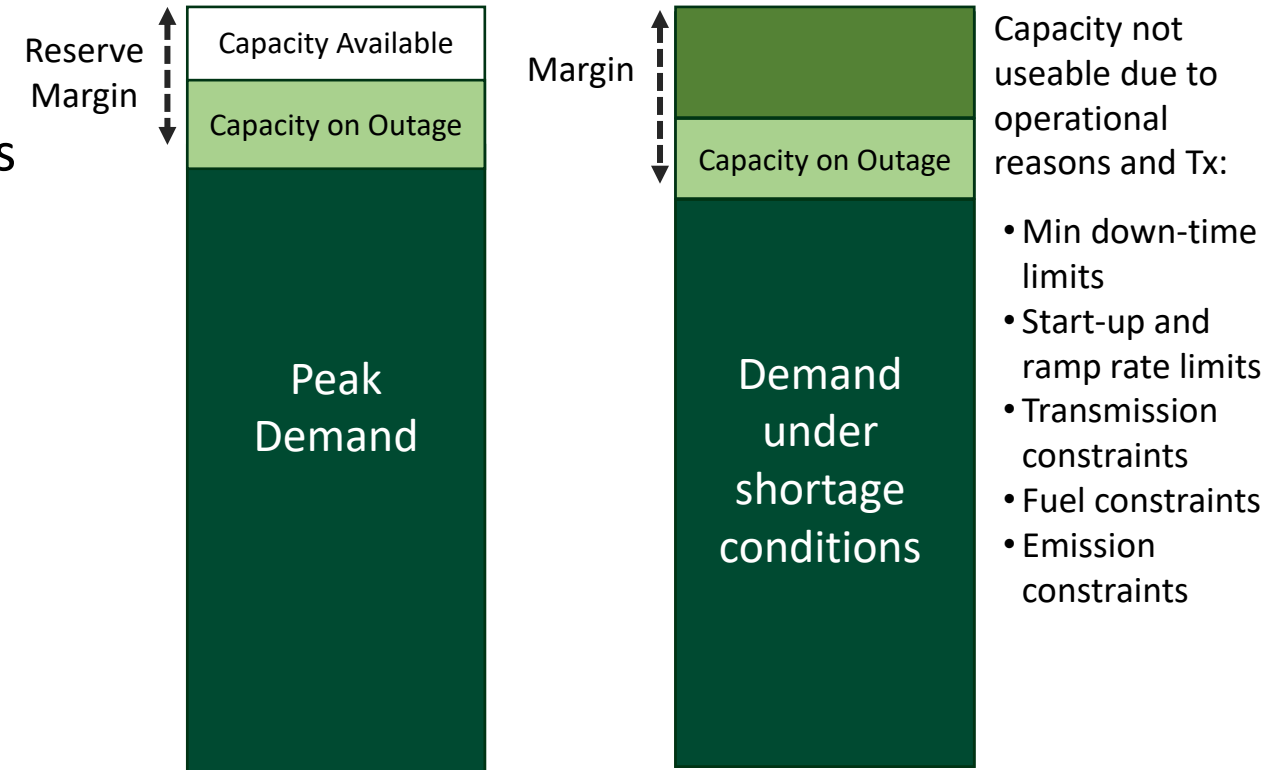 Reserve
Margin
s
Capacity Available
Capacity on Outage
Peak
Demand
Margin
Capacity on Outage
Demand
under
shortage
conditions
Capacity not
useable due to
operational
reasons and Tx:
• Min down-time
limits
• Start-up and
ramp rate limits
• Transmission
constraints
• Fuel constraints
• Emission
constraints